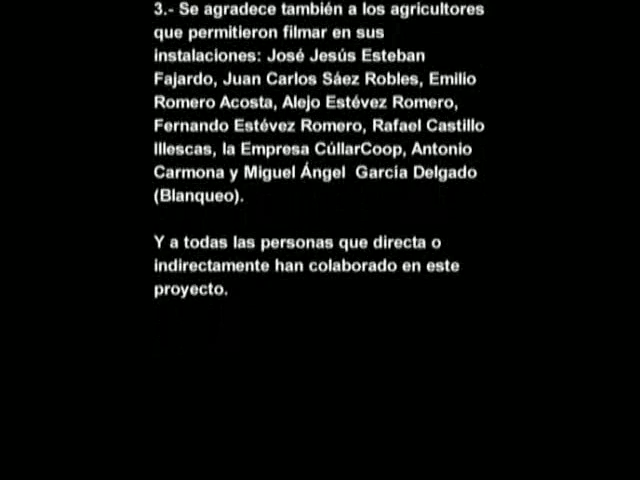 3.- Se agradece también a los agricultores
que permitieron filmar en sus
instalaciones: José Jesús Esteban
Fajardo, Juan Carlos Sáez Robles, Emilio
Romero Acosta, Alejo Estévez Romero,
Fernando Estévez Romero, Rafael Castillo
Illescas, la Empresa CúllarCoop, Antonio
Carmona y Miguel Ángel  García Delgado
(Blanqueo).
Y a todas las personas que directa o
indirectamente han colaborado en este
proyecto.